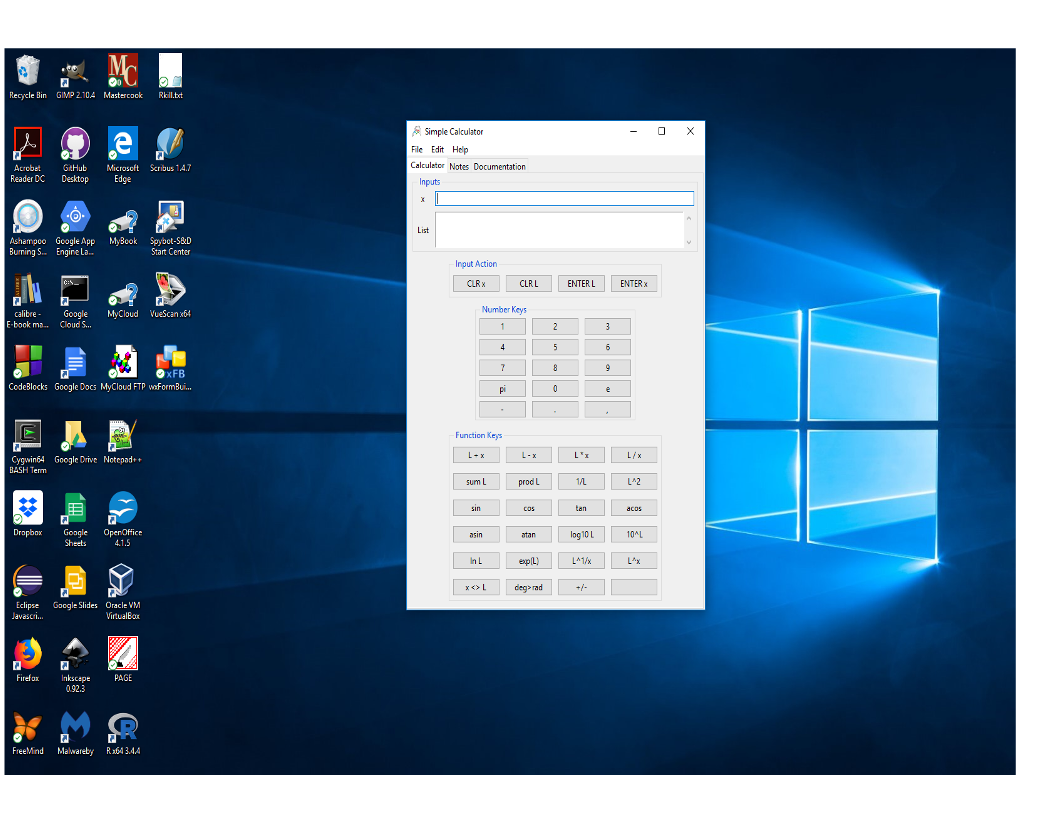 Recycle Bin
GIMP 2.10.4
Mastercook
Rkill.txt
Acrobat
Reader DC
GitHub
Desktop
Microsoft
Edge
Scribus 1.4.7
Ashampoo
Burning S...
Google App
Engine La...
MyBook
Spybot-S&D
Start Center
calibre -
E-book ma...
Google
Cloud S...
MyCloud
VueScan x64
CodeBlocks
Google Docs
MyCloud FTP
wxFormBui...
Cygwin64
BASH Term
Google Drive
Notepad++
Dropbox
Google
Sheets
OpenOffice
4.1.5
Eclipse
Javascri...
Google Slides
Oracle VM
VirtualBox
Firefox
Inkscape
0.92.3
PAGE
FreeMind
Malwareby
R x64 3.4.4
MC
xFB
Simple Calculator
File Edit Help
Calculator Notes Documentation
Inputs
x
List
Input Action
CLR x CLR L ENTER L ENTER x
Number Keys
1 2 3
4 5 6
7 8 9
pi 0 e
- . ,
Function Keys
L + x L - x L * x L / x
sum L prod L 1/L L^2
sin cos tan acos
asin atan log10 L 10^L
ln L exp(L) L^1/x L^x
x <> L deg>rad +/-